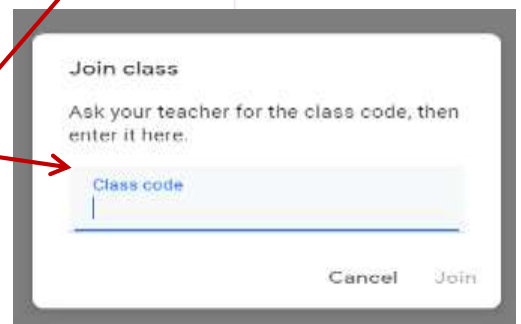 Join class
Ask your teacher for the class code, then
enter it here.
Class code
Cancel Join